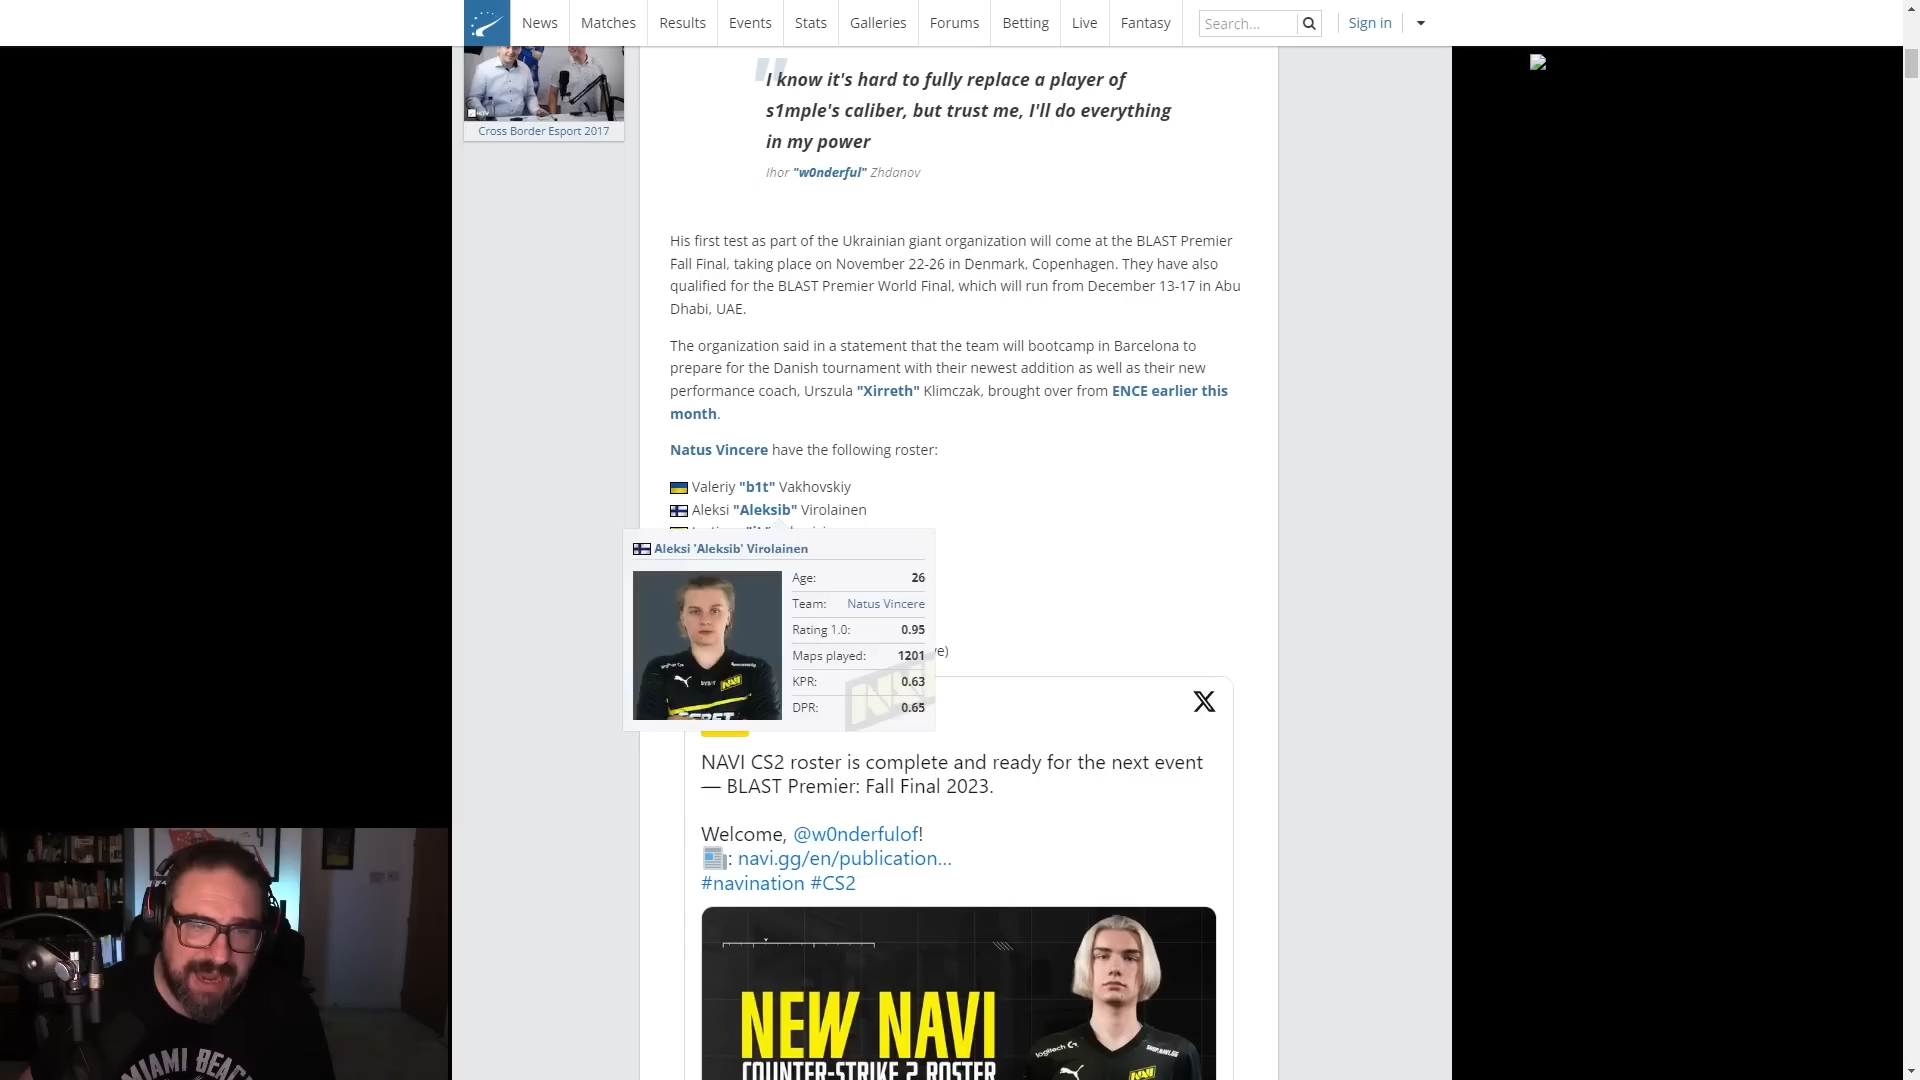 News Matches Results Events Stats Galleries Forums Betting Live Fantasy Search... Sign in
Cross Border Esport 2017
I know it's hard to fully replace a player of
s1mple's caliber, but trust me, I'll do everything
in my power
Ihor "w0nderful" Zhdanov
His first test as part of the Ukrainian giant organization will come at the BLAST Premier
Fall Final, taking place on November 22-26 in Denmark, Copenhagen. They have also
qualified for the BLAST Premier World Final, which will run from December 13-17 in Abu
Dhabi, UAE.
The organization said in a statement that the team will bootcamp in Barcelona to
prepare for the Danish tournament with their newest addition as well as their new
performance coach, Urszula "Xirreth" Klimczak, brought over from ENCE earlier this
month.
Natus Vincere have the following roster:
Valeriy "b1t" Vakhovskiy
Aleksi "Aleksib" Virolainen
Aleksi 'Aleksib' Virolainen
Age: 26
Team: Natus Vincere
Rating 1.0: 0.95
Maps played: 1201
KPR: 0.63
DPR: 0.65
ve)
NAVI CS2 roster is complete and ready for the next event
— BLAST Premier: Fall Final 2023.
Welcome, @w0nderfulof!
: navi.gg/en/publication…
#navination #CS2
NEW NAVI
COUNTER-STRIKE 2 ROSTER
logitech G
NAVI
MIAMI BEAC